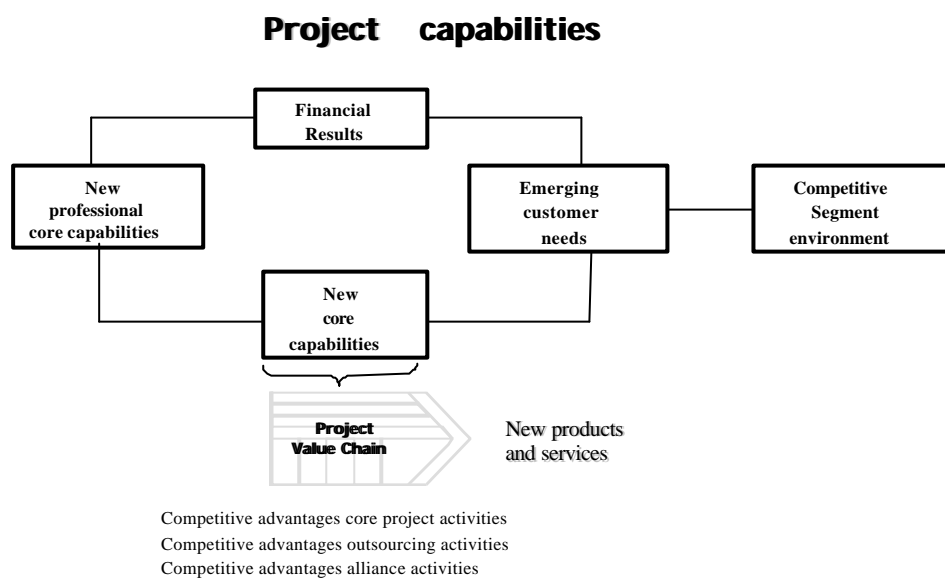 Project capabilities
Financial
Results
New
professional
core capabilities
Emerging
customer
needs
Competitive
Segment
environment
New
core
capabilities
Project
Value Chain
New products
and services
Competitive advantages core project activities
Competitive advantages outsourcing activities
Competitive advantages alliance activities